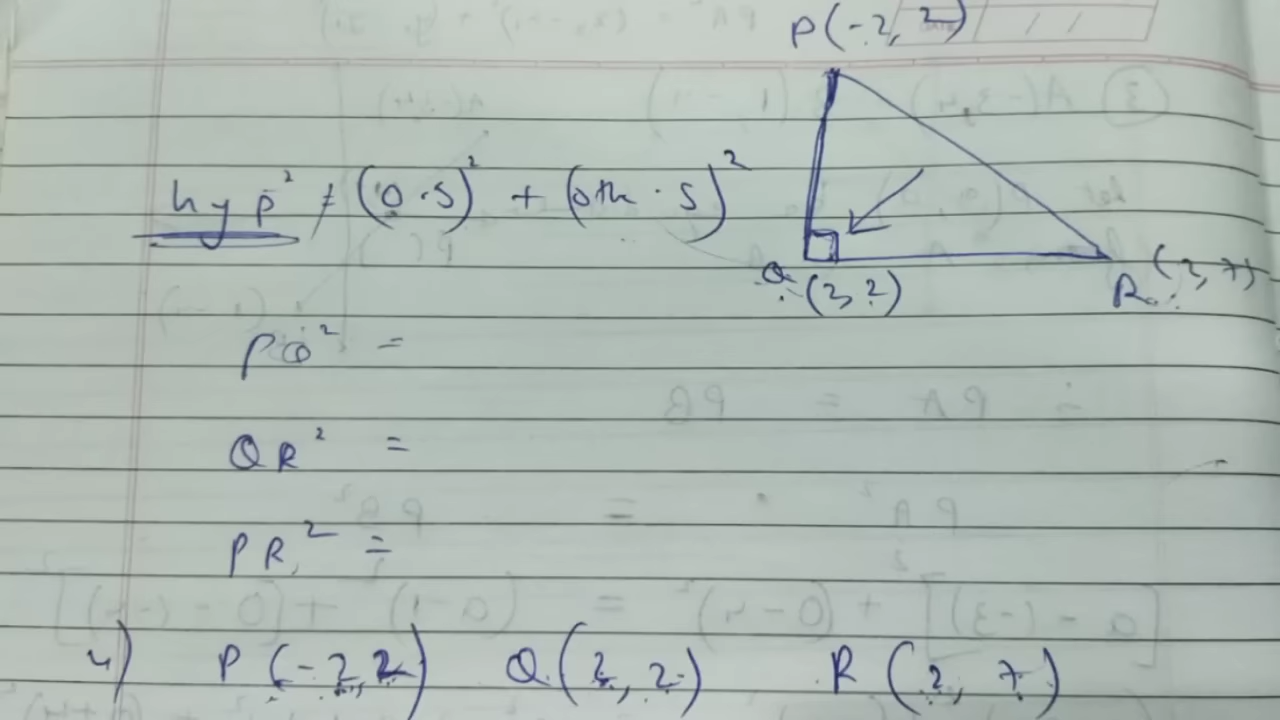 P(-2, 2)
hyp² ≠ (O.S)² + (oth.S)²
Q (2, 2)
R (2, 7)
PQ² =
QR² =
PR² =
4) P (-2, 2) Q (2, 2) R (2, 7)